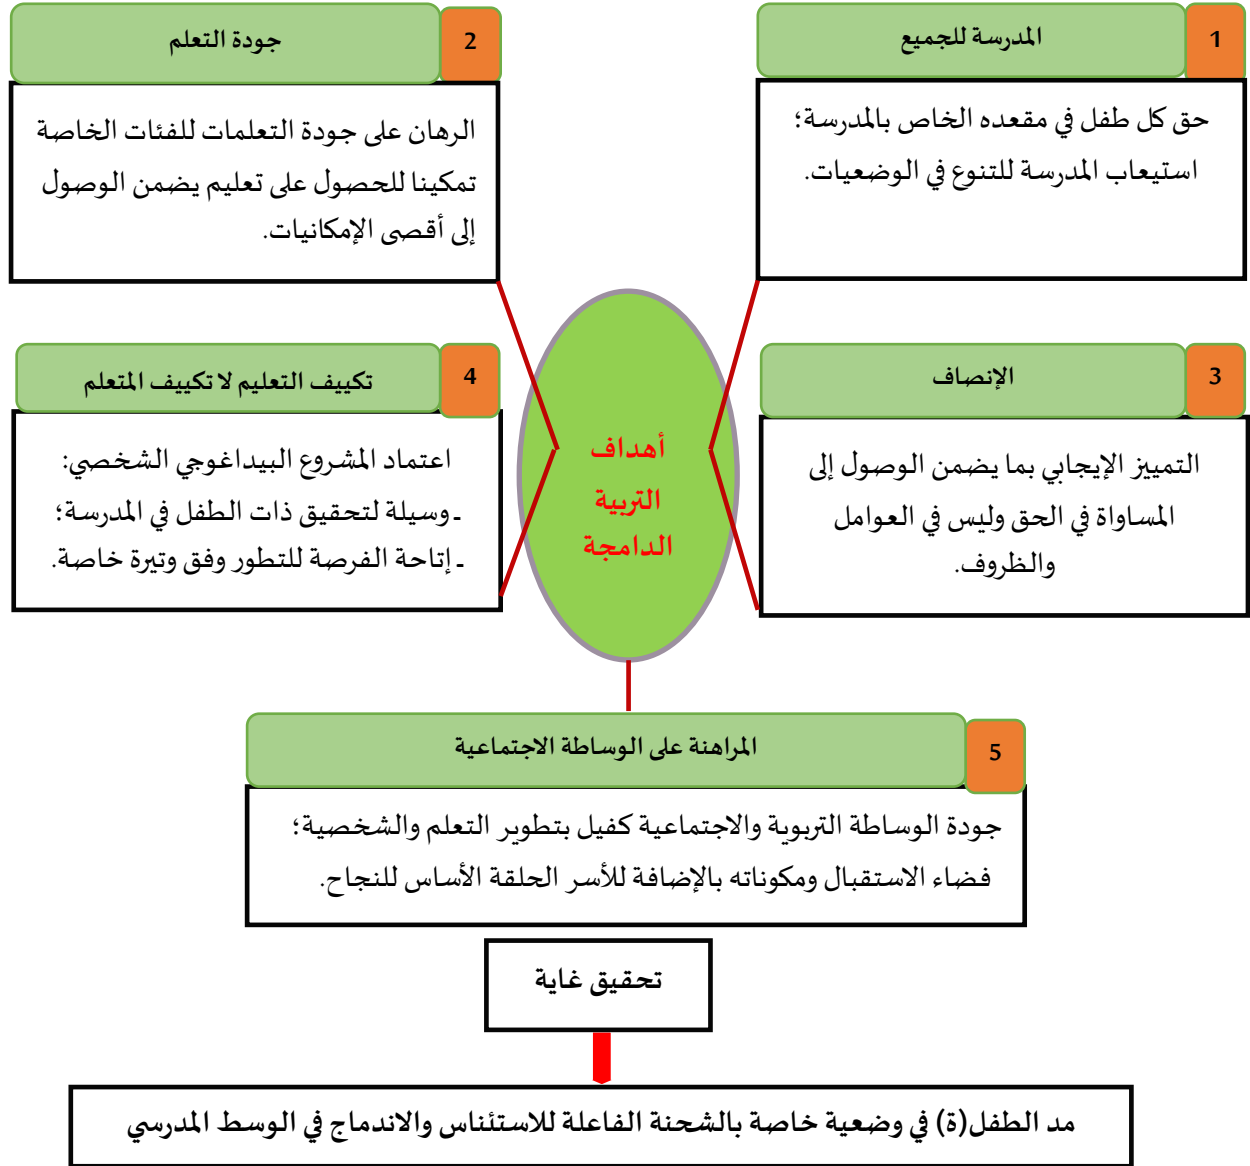 1
المدرسة للجميع
حق كل طفل في مقعده الخاص بالمدرسة؛
استيعاب المدرسة للتنوع في الوضعيات.
2
جودة التعلم
الرهان على جودة التعلمات للفئات الخاصة
تمكينا للحصول على تعليم يضمن الوصول
إلى أقصى الإمكانيات.
3
الإنصاف
التمييز الإيجابي بما يضمن الوصول إلى
المساواة في الحق وليس في العوامل
والظروف.
4
تكييف التعليم لا تكييف المتعلم
اعتماد المشروع البيداغوجي الشخصي:
ـ وسيلة لتحقيق ذات الطفل في المدرسة؛
ـ إتاحة الفرصة للتطور وفق وتيرة خاصة.
أهداف
التربية
الدامجة
5
المراهنة على الوساطة الاجتماعية
جودة الوساطة التربوية والاجتماعية كفيل بتطوير التعلم والشخصية؛
فضاء الاستقبال ومكوناته بالإضافة للأسر الحلقة الأساس للنجاح.
تحقيق غاية
مد الطفل(ة) في وضعية خاصة بالشحنة الفاعلة للاستئناس والاندماج في الوسط المدرسي